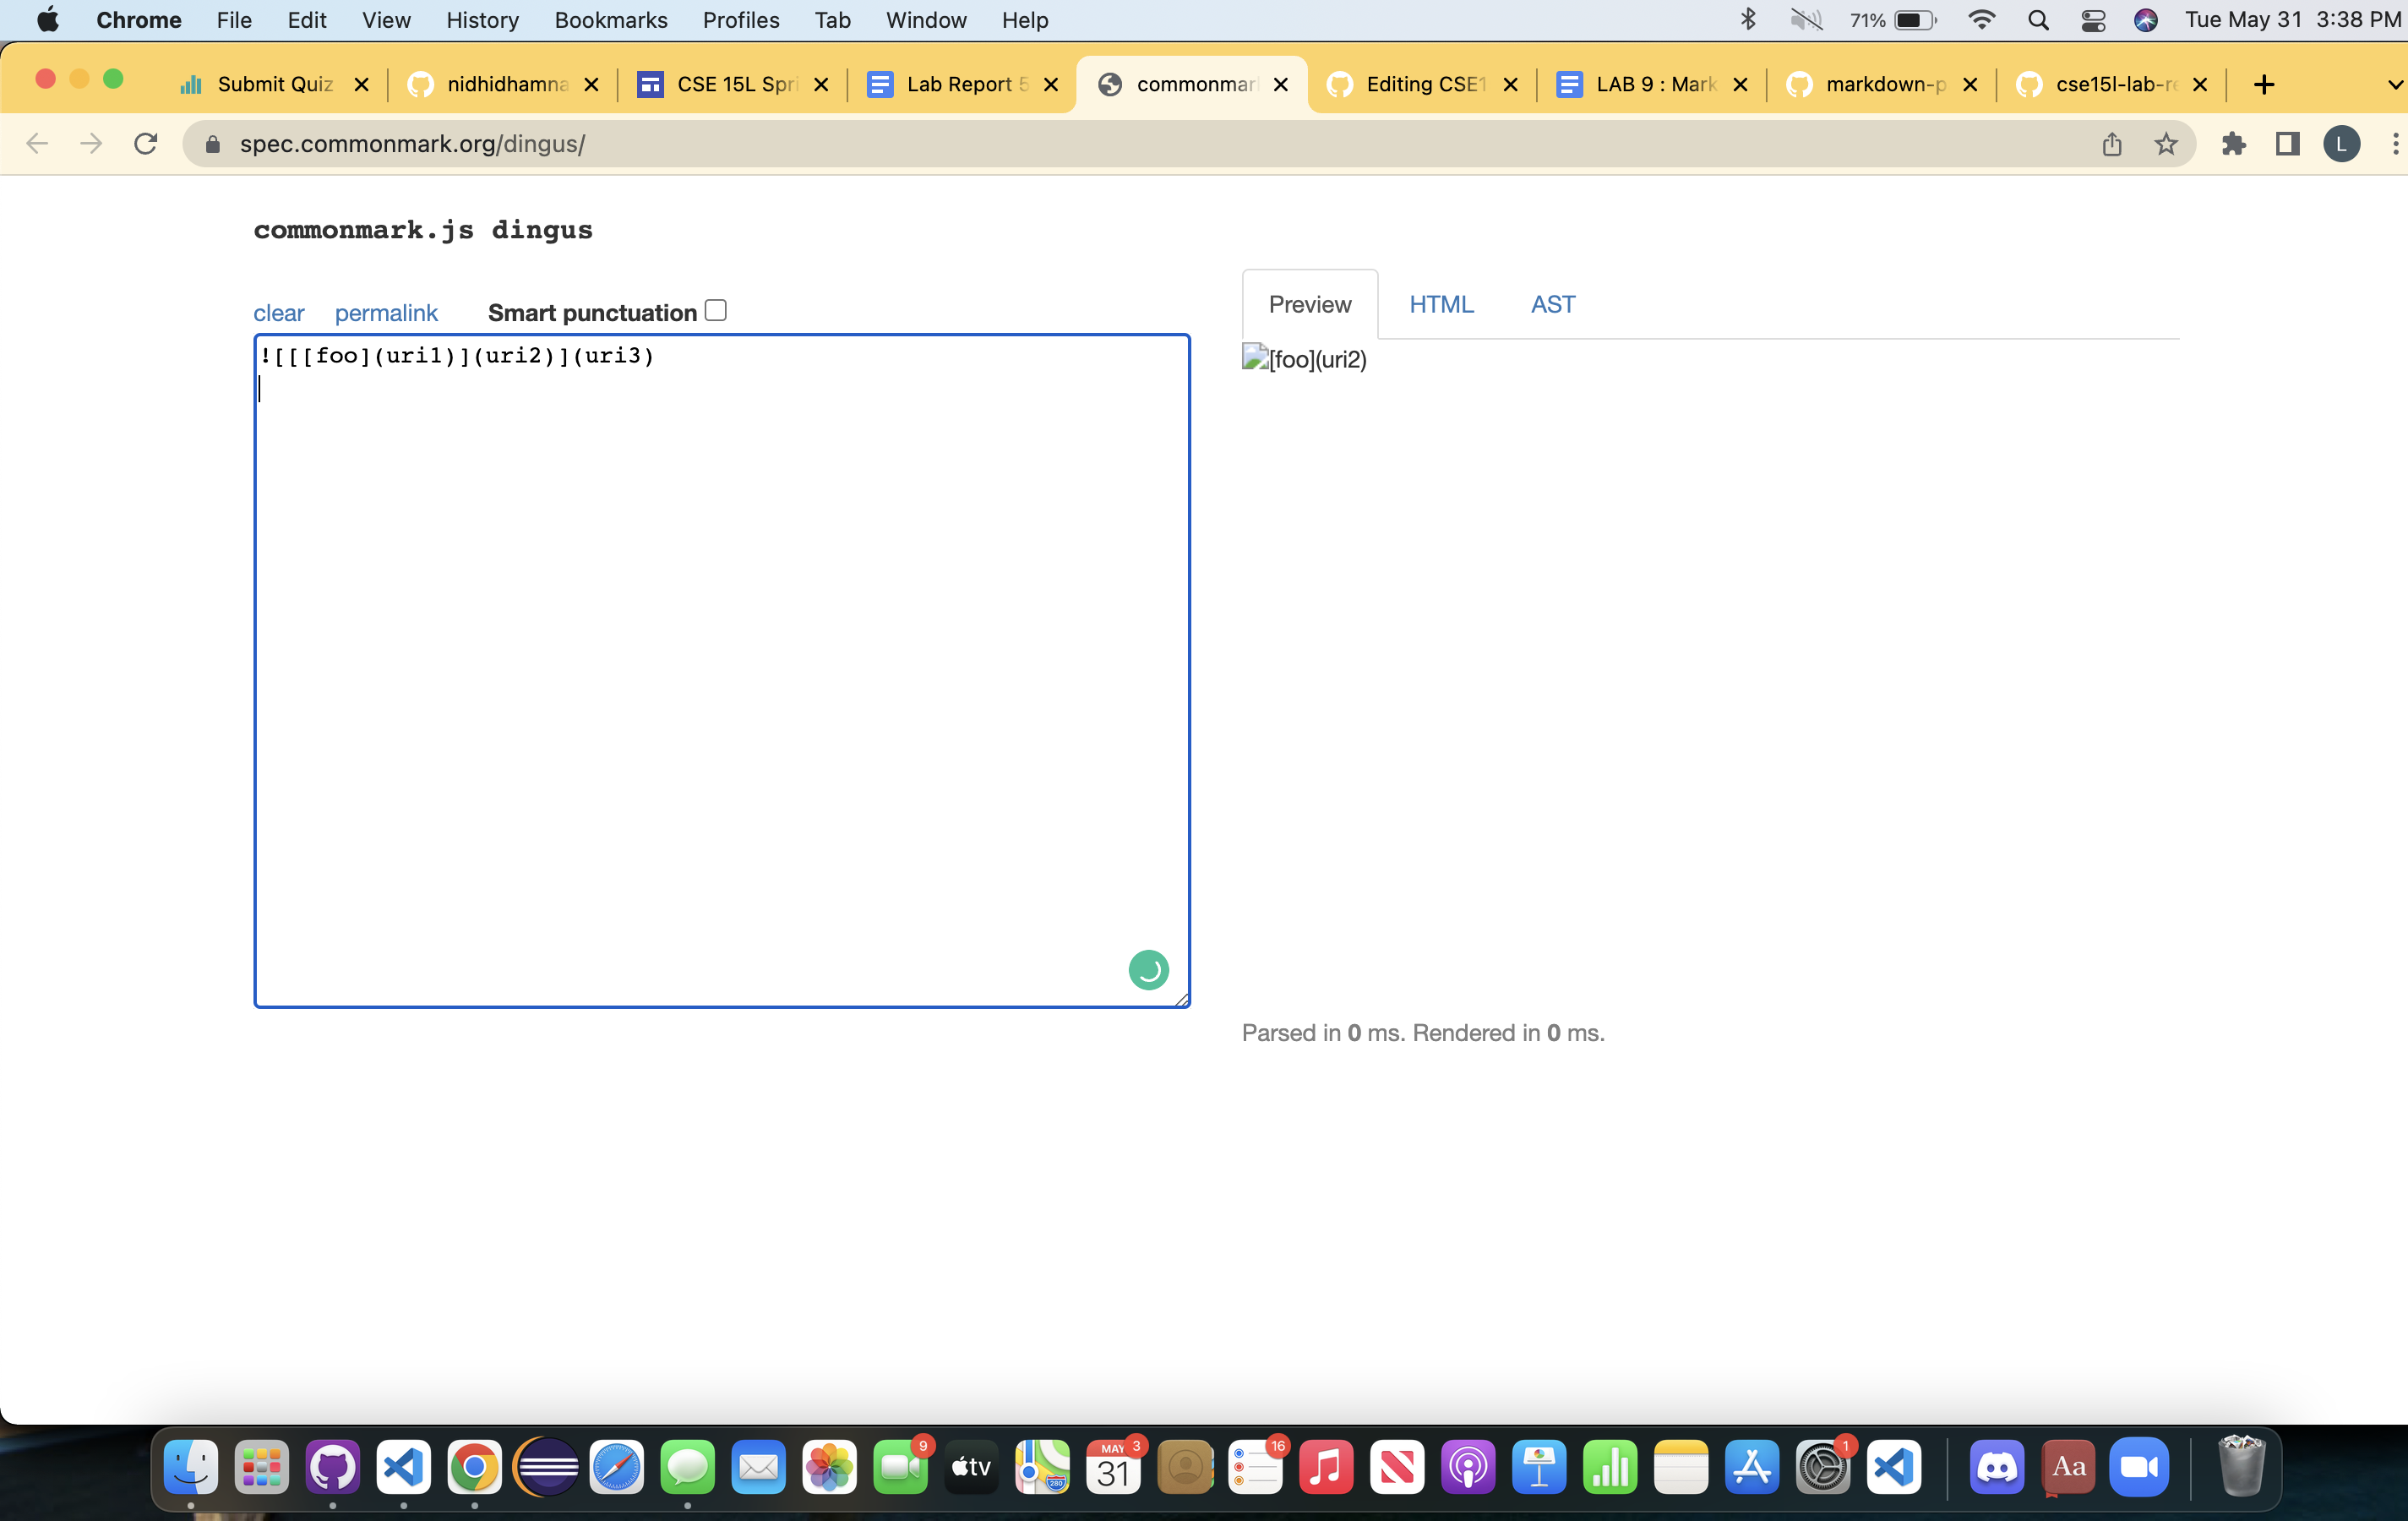 Chrome File Edit View History Bookmarks Profiles Tab Window Help 71% Tue May 31 3:38 PM
Submit Quiz nidhidhamna CSE 15L Spri Lab Report 5 commonmar Editing CSE1 LAB 9 : Mark markdown-p cse15l-lab-re
spec.commonmark.org/dingus/ L
commonmark.js dingus
clear permalink Smart punctuation
Preview HTML AST
![[[foo](uri1)](uri2)](uri3)
[foo](uri2)
Parsed in 0 ms. Rendered in 0 ms.
9 tv MAY 31 3 280 16 1 Aa